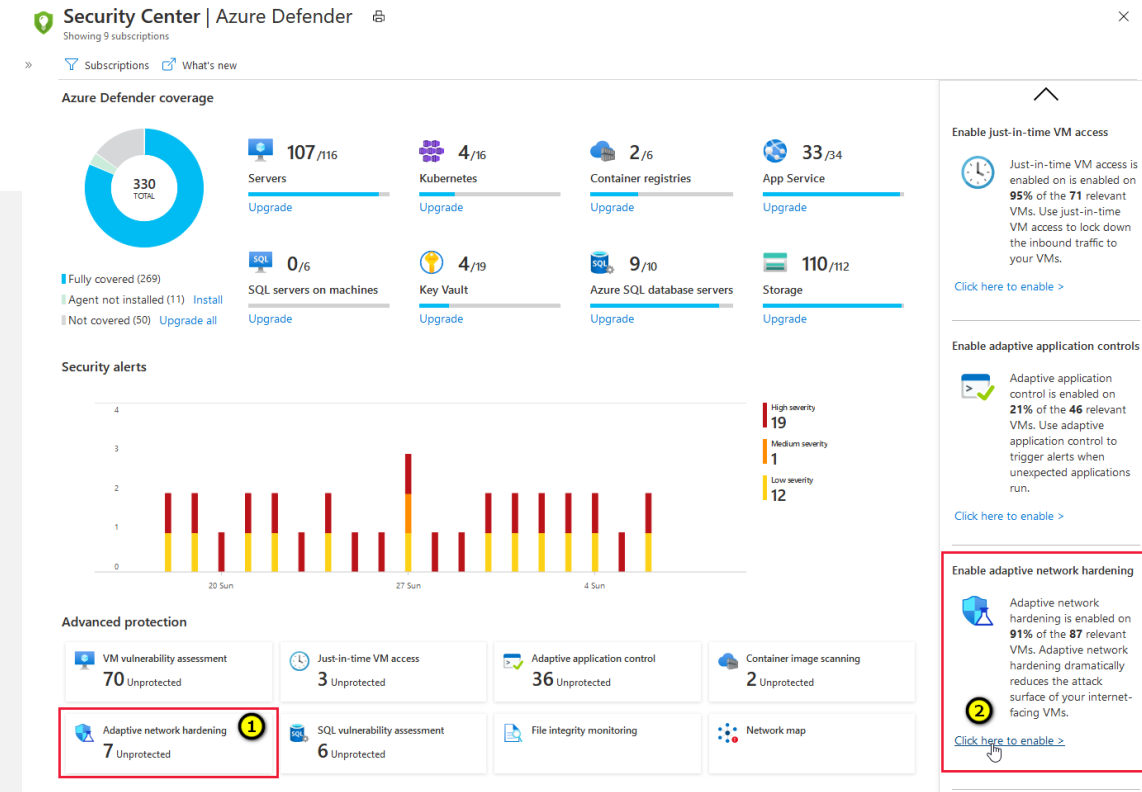 Security Center | Azure Defender
Showing 9 subscriptions
»
Subscriptions What's new
Azure Defender coverage
330
TOTAL
Fully covered (269)
Agent not installed (11) Install
Not covered (50) Upgrade all
107/116
Servers
Upgrade
4/16
Kubernetes
Upgrade
2/6
Container registries
Upgrade
33/34
App Service
Upgrade
SQL
0/6
SQL servers on machines
Upgrade
4/19
Key Vault
Upgrade
SQL
9/10
Azure SQL database servers
Upgrade
110/112
Storage
Upgrade
Security alerts
4
3
2
1
0
20 Sun
27 Sun
4 Sun
High severity
19
Medium severity
1
Low severity
12
Advanced protection
VM vulnerability assessment
70 Unprotected
Just-in-time VM access
3 Unprotected
Adaptive application control
36 Unprotected
Container image scanning
2 Unprotected
Adaptive network hardening
7 Unprotected
1
SQL
SQL vulnerability assessment
6 Unprotected
File integrity monitoring
Network map
Enable just-in-time VM access
Just-in-time VM access is
enabled on is enabled on
95% of the 71 relevant
VMs. Use just-in-time
VM access to lock down
the inbound traffic to
your VMs.
Click here to enable >
Enable adaptive application controls
Adaptive application
control is enabled on
21% of the 46 relevant
VMs. Use adaptive
application control to
trigger alerts when
unexpected applications
run.
Click here to enable >
Enable adaptive network hardening
Adaptive network
hardening is enabled on
91% of the 87 relevant
VMs. Adaptive network
hardening dramatically
reduces the attack
surface of your internet-
facing VMs.
2
Click here to enable >